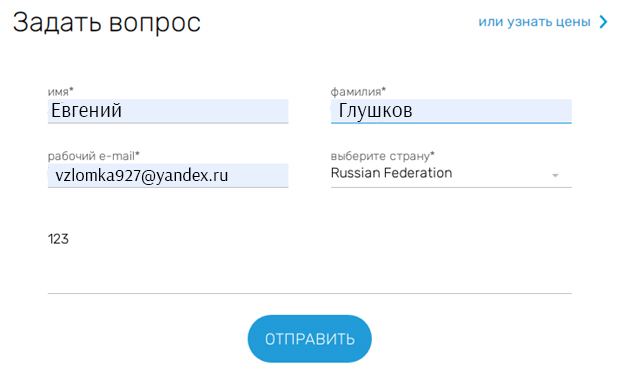 Задать вопрос
или узнать цены
имя*
фамилия*
Евгений
Глушков
рабочий e-mail*
выберите страну*
vzlomka927@yandex.ru
Russian Federation
123
ОТПРАВИТЬ